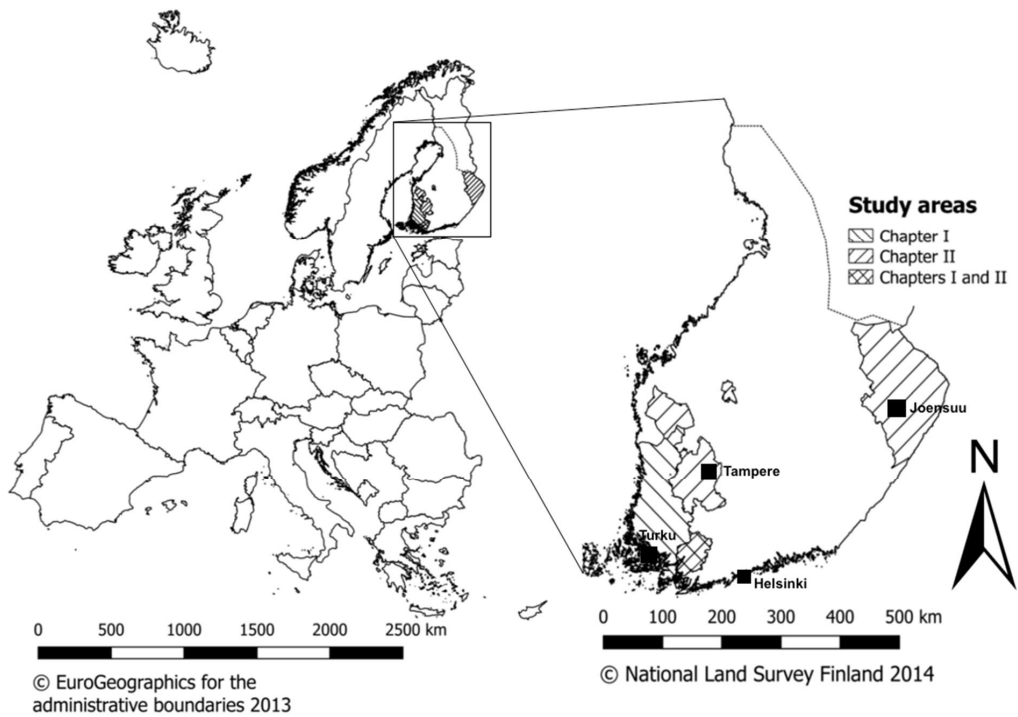 Study areas
Chapter I
Chapter II
Chapters I and II
Joensuu
Tampere
Turku
Helsinki
N
0 500 1000 1500 2000 2500 km
© EuroGeographics for the
administrative boundaries 2013
0 100 200 300 400 500 km
© National Land Survey Finland 2014